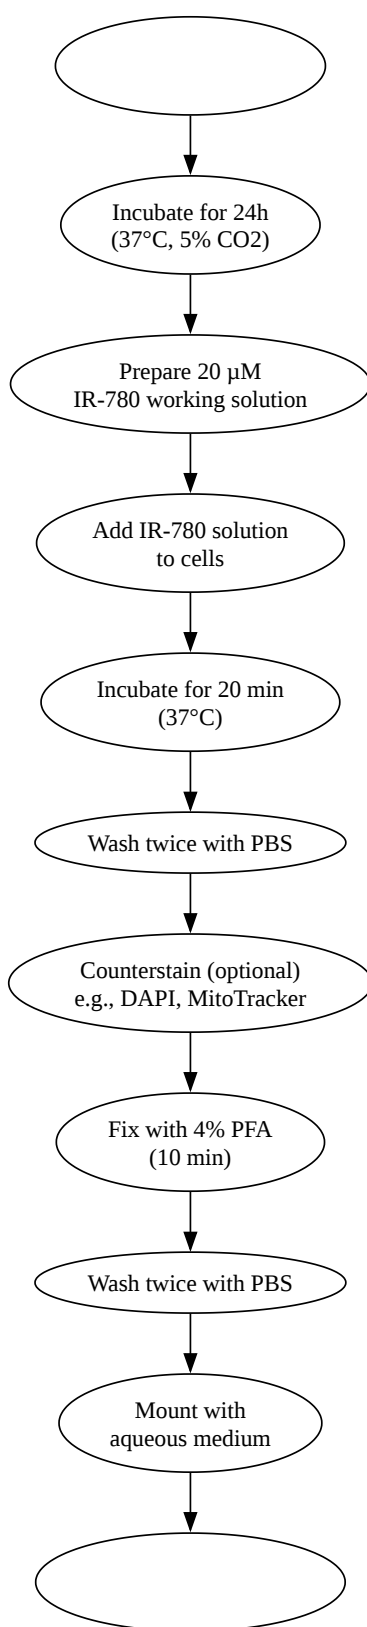 Incubate for 24h
(37°C, 5% CO2)
Prepare 20 µM
IR-780 working solution
Add IR-780 solution
to cells
Incubate for 20 min
(37°C)
Wash twice with PBS
Counterstain (optional)
e.g., DAPI, MitoTracker
Fix with 4% PFA
(10 min)
Wash twice with PBS
Mount with
aqueous medium